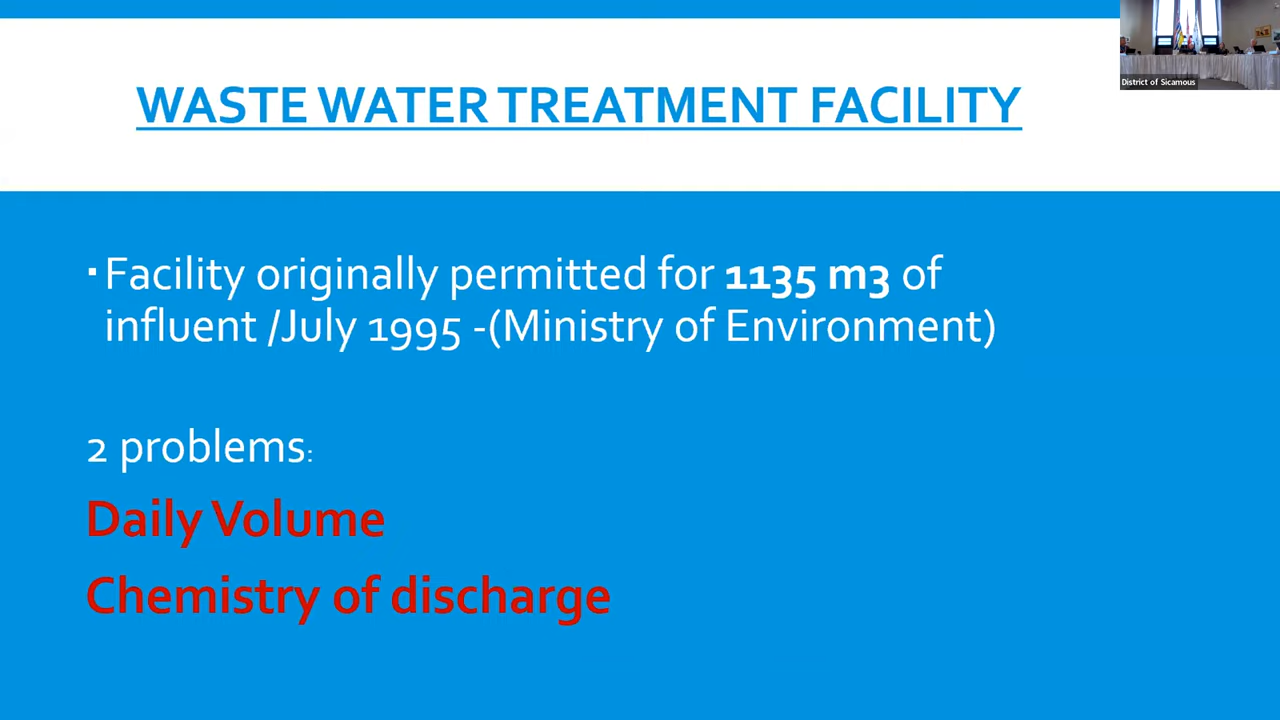 WASTE WATER TREATMENT FACILITY
District of Sicamous
▪ Facility originally permitted for 1135 m3 of
influent /July 1995 -(Ministry of Environment)
2 problems:
Daily Volume
Chemistry of discharge